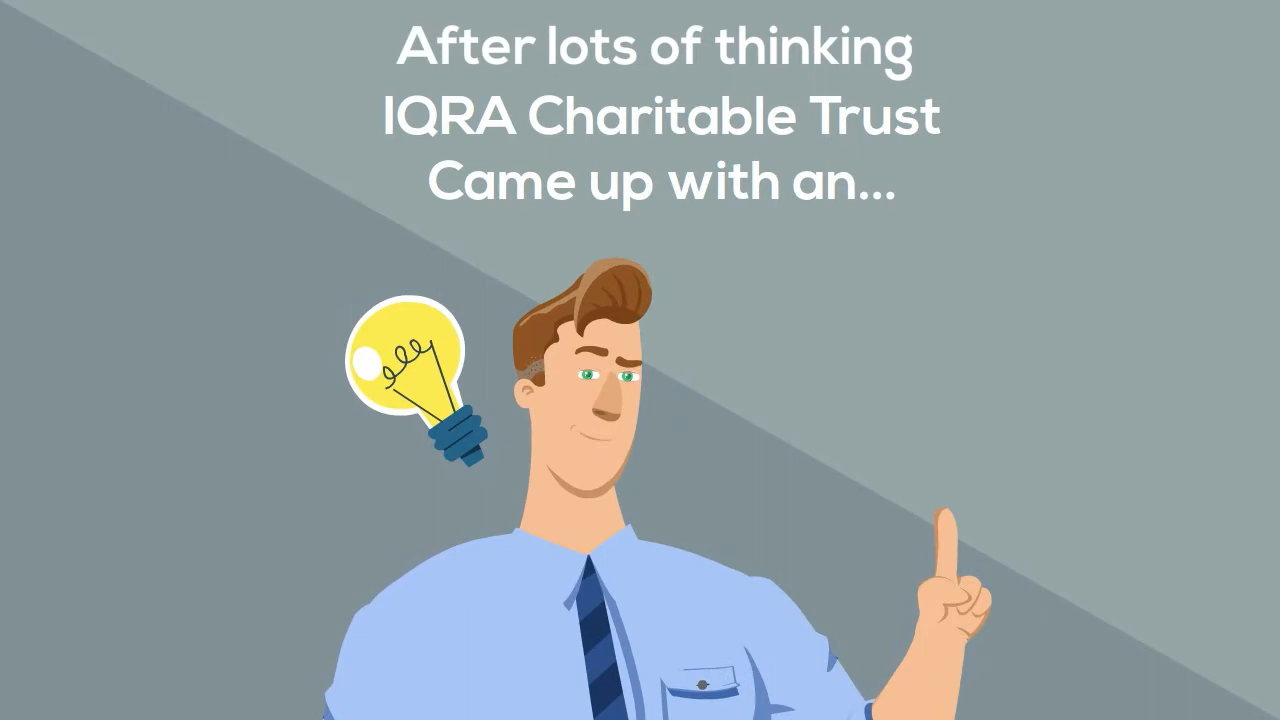 After lots of thinking
IQRA Charitable Trust
Came up with an...